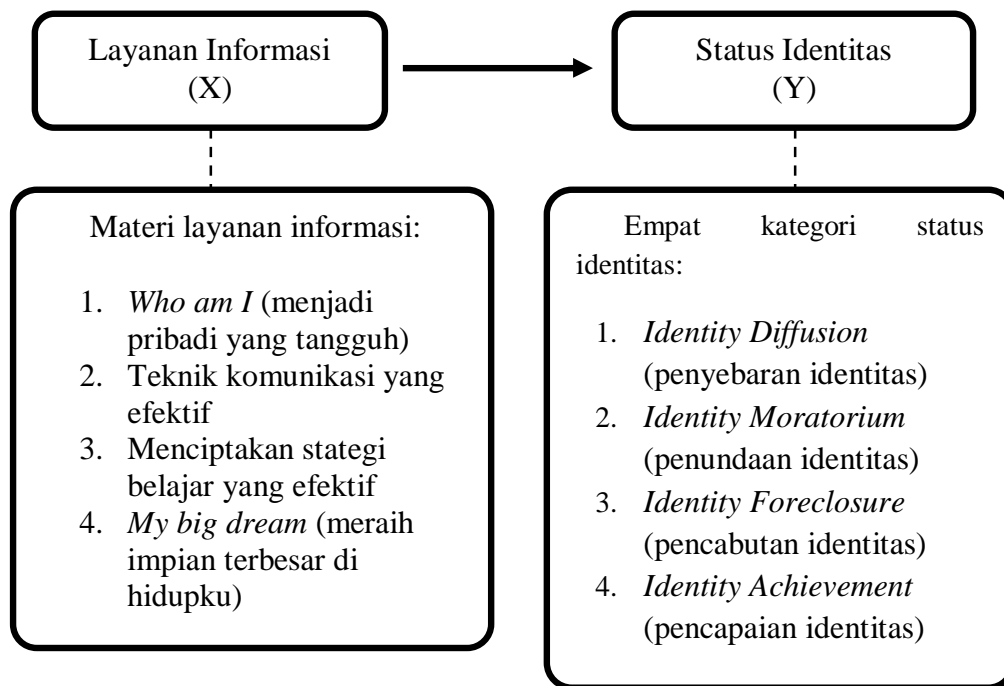 Layanan Informasi
(X)
Status Identitas
(Y)
Materi layanan informasi:
1. Who am I (menjadi
pribadi yang tangguh)
2. Teknik komunikasi yang
efektif
3. Menciptakan stategi
belajar yang efektif
4. My big dream (meraih
impian terbesar di
hidupku)
Empat kategori status
identitas:
1. Identity Diffusion
(penyebaran identitas)
2. Identity Moratorium
(penundaan identitas)
3. Identity Foreclosure
(pencabutan identitas)
4. Identity Achievement
(pencapaian identitas)